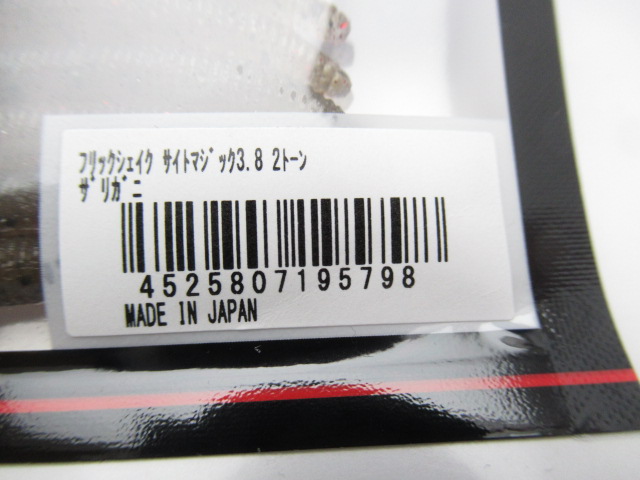 フリックシェイク サイトマジック3.8 2トーン
ザリガニ
4525807195798
MADE IN JAPAN